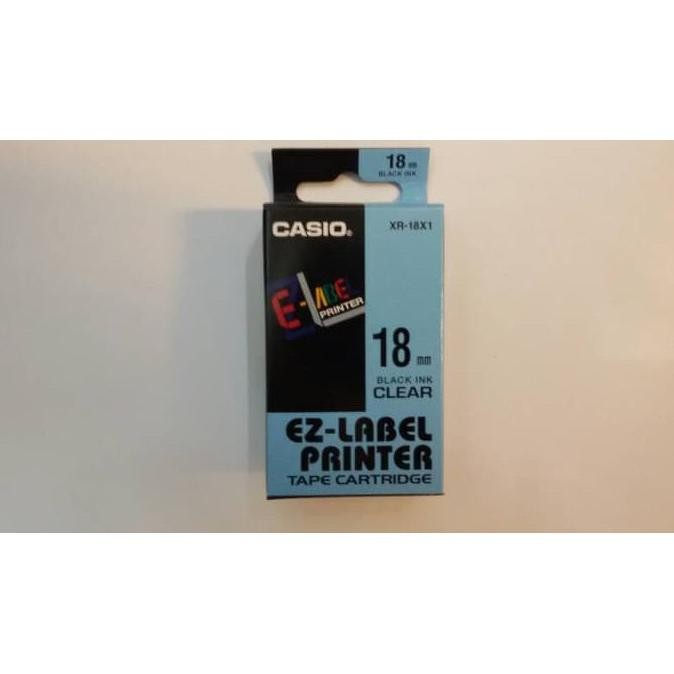 18 mm
BLACK INK
CASIO®
XR-18X1
E-LABEL
PRINTER
18 mm
BLACK INK
CLEAR
EZ-LABEL
PRINTER
TAPE CARTRIDGE